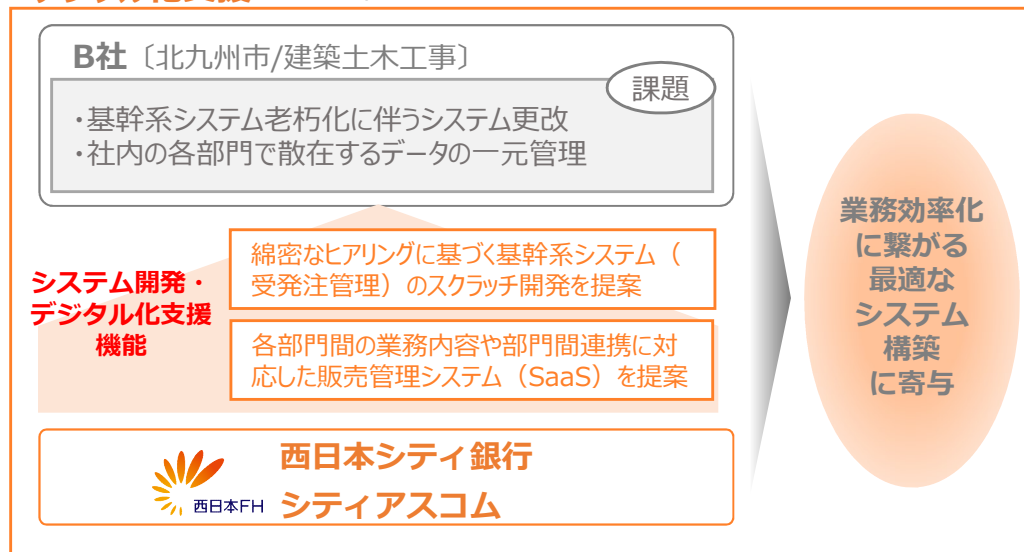 B社〔北九州市/建築土木工事〕
課題
・基幹系システム老朽化に伴うシステム更改
・社内の各部門で散在するデータの一元管理
システム開発・
デジタル化支援
機能
綿密なヒアリングに基づく基幹系システム（
受発注管理）のスクラッチ開発を提案
各部門間の業務内容や部門間連携に対
応した販売管理システム（SaaS）を提案
西日本FH
西日本シティ銀行
シティアスコム
業務効率化
に繋がる
最適な
システム
構築
に寄与